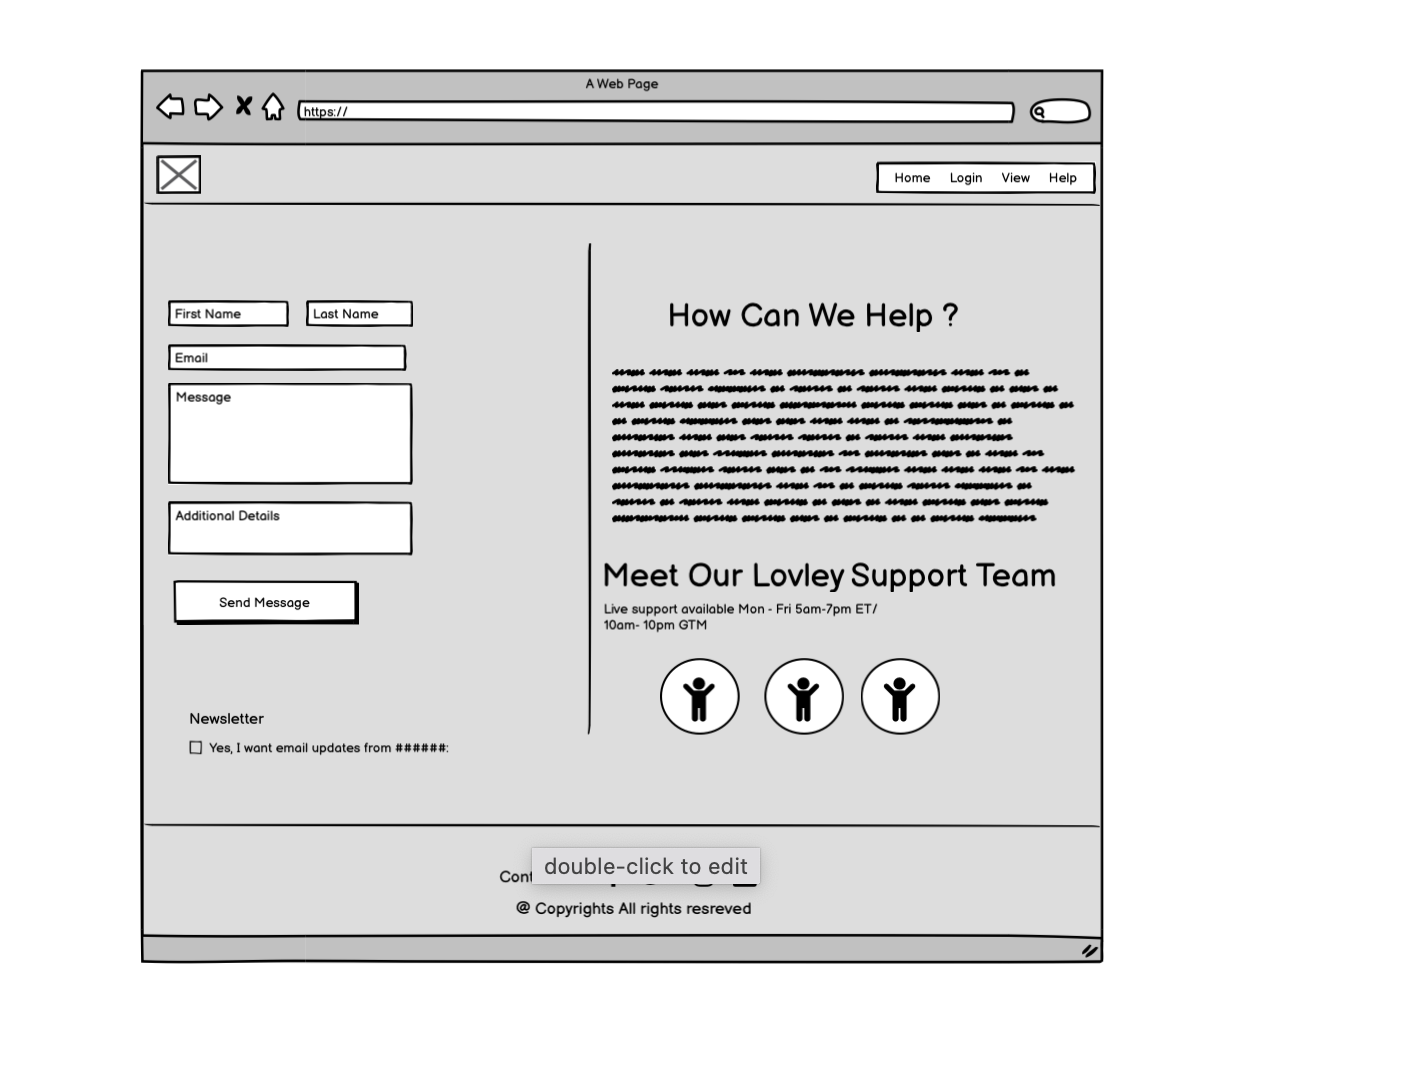 A Web Page
https://
Home Login View Help
First Name Last Name
Email
Message
Additional Details
Send Message
Newsletter
Yes, I want email updates from ######:
How Can We Help ?
Meet Our Lovley Support Team
Live support available Mon - Fri 5am-7pm ET/
10am- 10pm GTM
double-click to edit
@ Copyrights All rights resreved